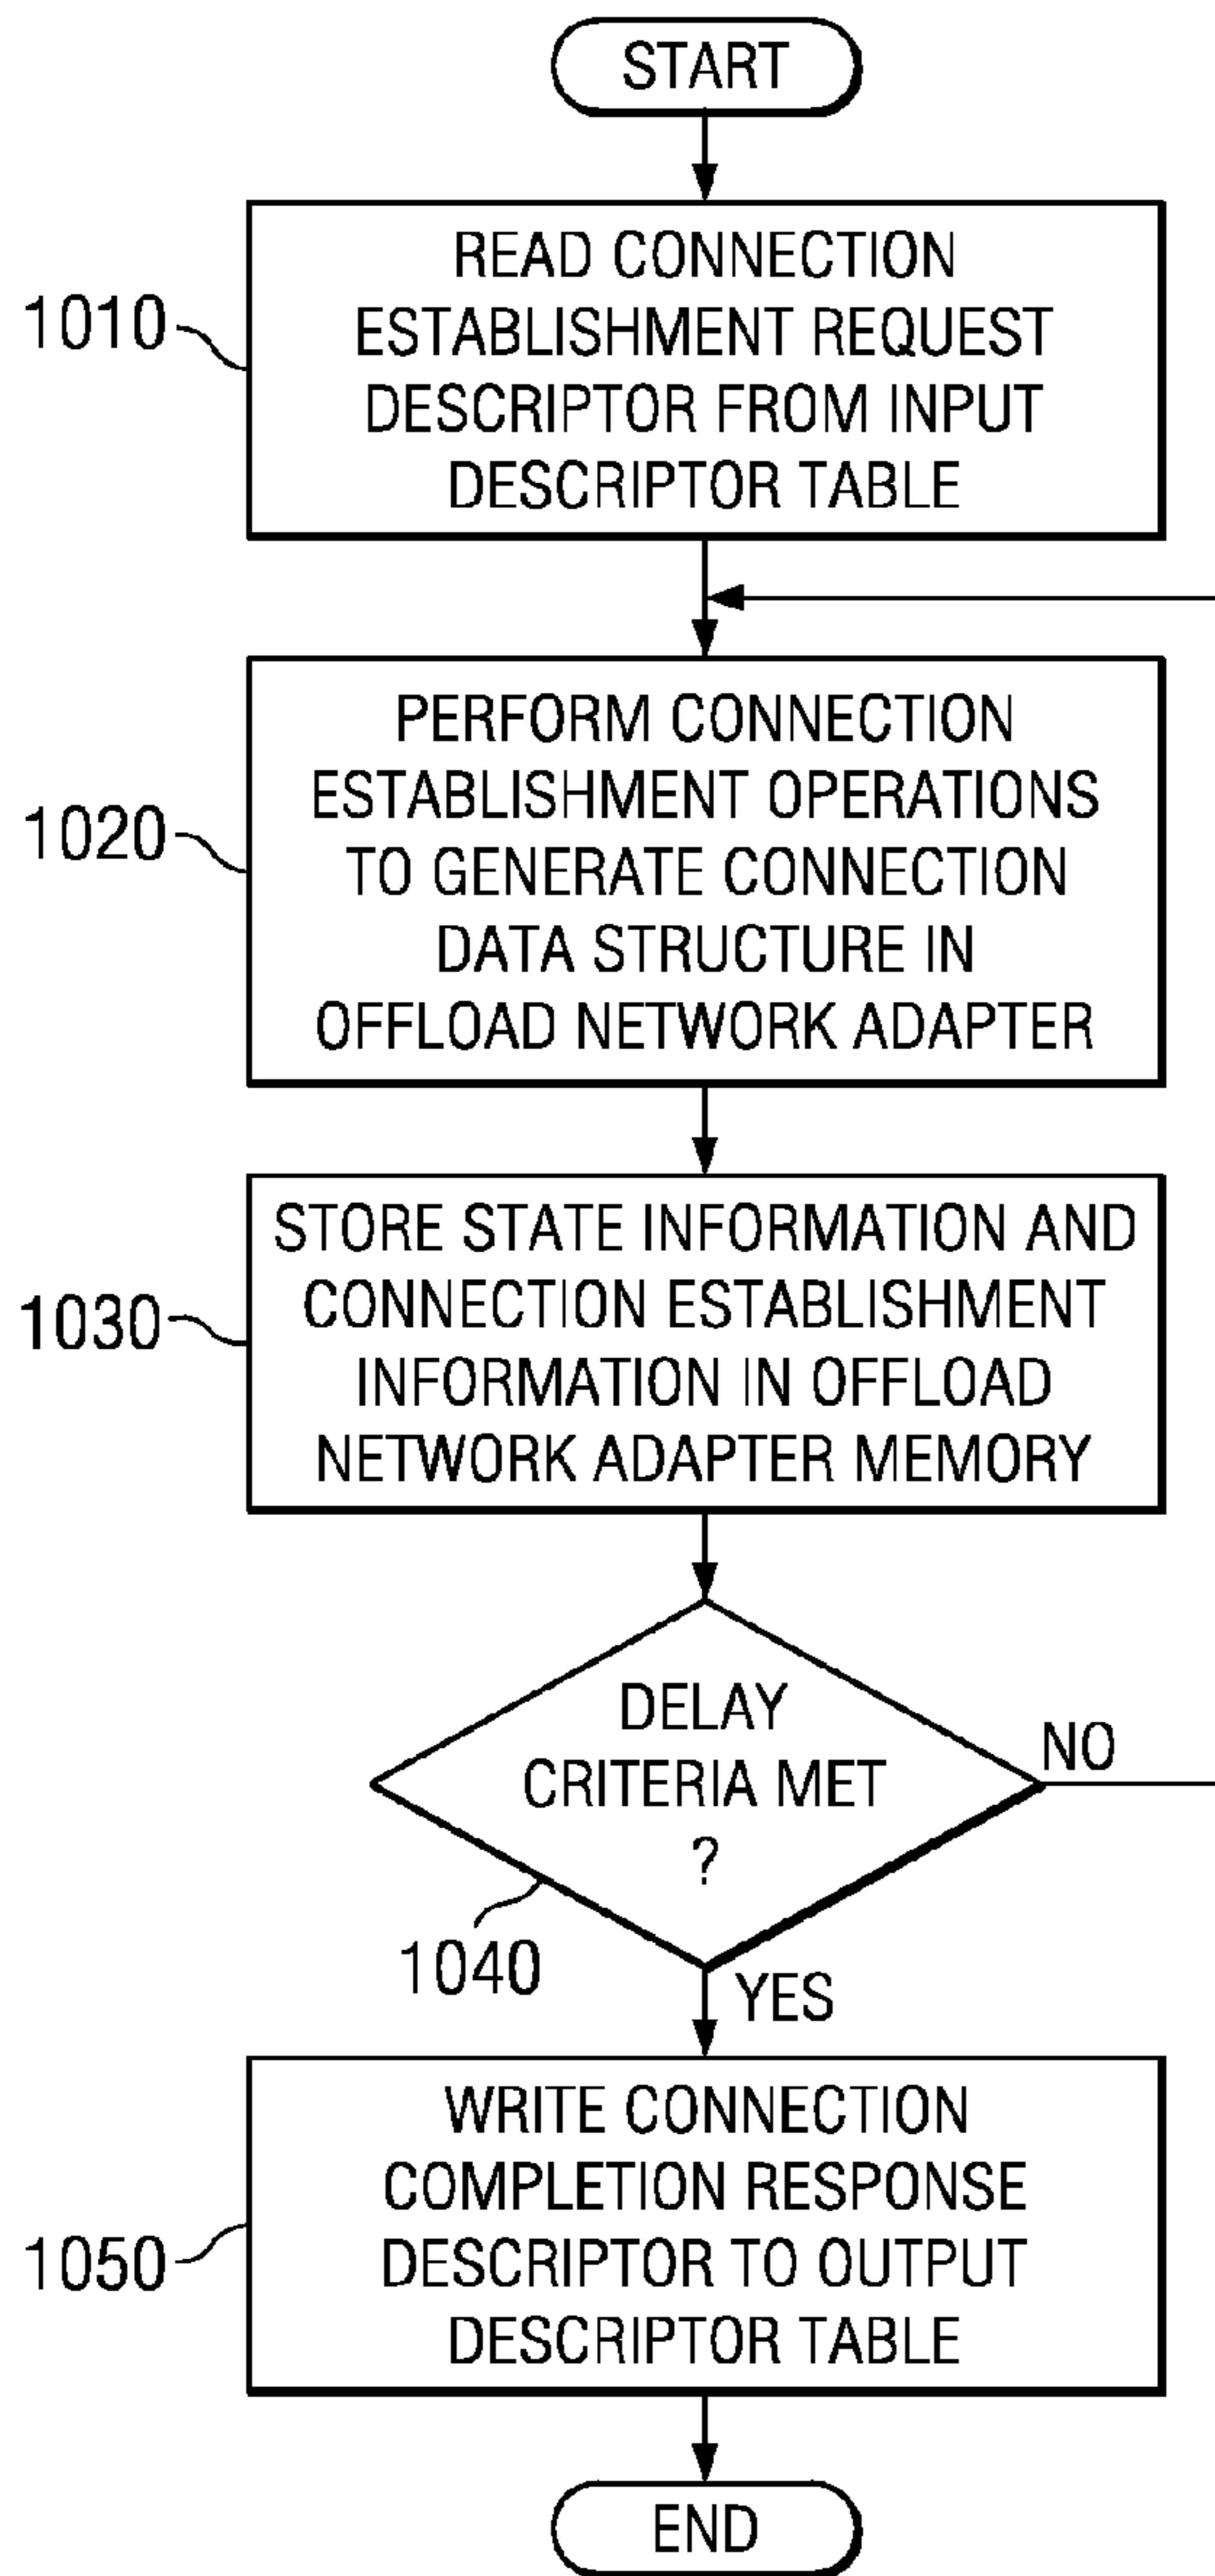 START
1010
READ CONNECTION
ESTABLISHMENT REQUEST
DESCRIPTOR FROM INPUT
DESCRIPTOR TABLE
1020
PERFORM CONNECTION
ESTABLISHMENT OPERATIONS
TO GENERATE CONNECTION
DATA STRUCTURE IN
OFFLOAD NETWORK ADAPTER
1030
STORE STATE INFORMATION AND
CONNECTION ESTABLISHMENT
INFORMATION IN OFFLOAD
NETWORK ADAPTER MEMORY
DELAY
CRITERIA MET
?
NO
1040
YES
1050
WRITE CONNECTION
COMPLETION RESPONSE
DESCRIPTOR TO OUTPUT
DESCRIPTOR TABLE
END